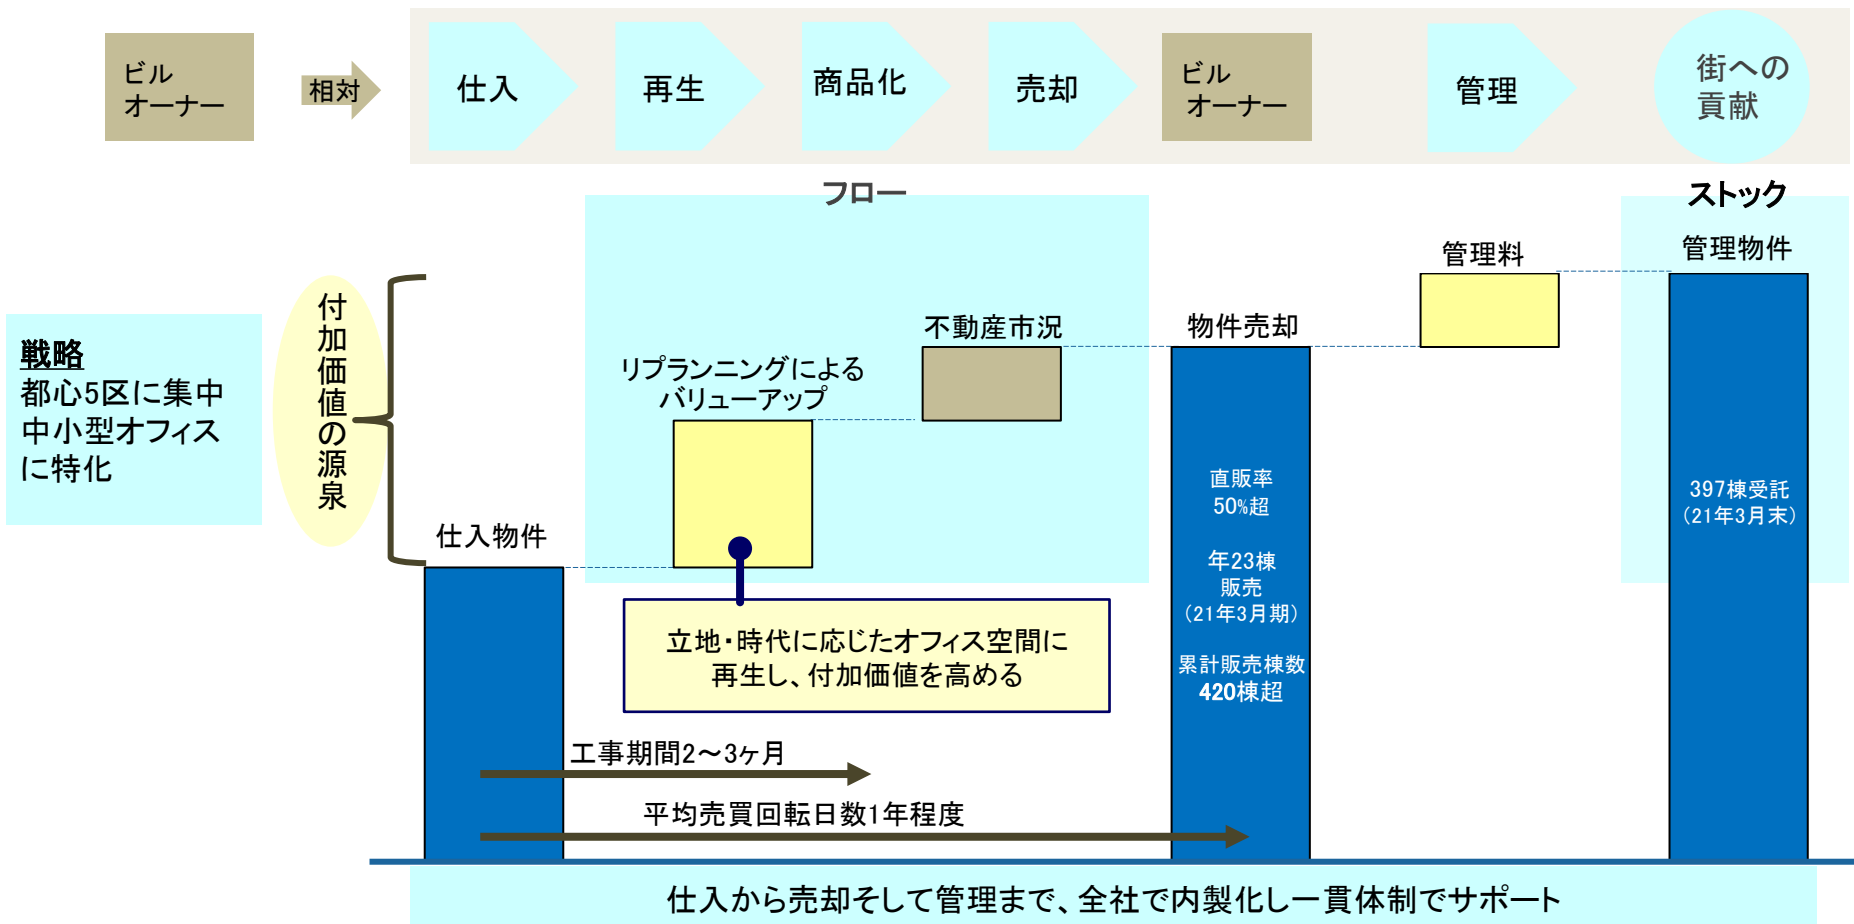 ビル
オーナー
相対
仕入
再生
商品化
売却
ビル
オーナー
管理
街への
貢献
フロー
ストック
戦略
都心5区に集中
中小型オフィス
に特化
付加価値の源泉
仕入物件
リプランニングによる
バリューアップ
不動産市況
物件売却
管理料
管理物件
立地・時代に応じたオフィス空間に
再生し、付加価値を高める
直販率
50%超
年23棟
販売
(21年3月期)
累計販売棟数
420棟超
397棟受託
(21年3月末)
工事期間2~3ヶ月
平均売買回転日数1年程度
仕入から売却そして管理まで、全社で内製化し一貫体制でサポート